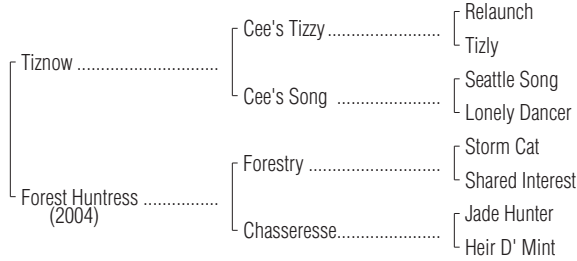 Relaunch
Cee's Tizzy
Tizly
Tiznow
Seattle Song
Cee's Song
Lonely Dancer
Storm Cat
Forestry
Shared Interest
Forest Huntress
(2004)
Jade Hunter
Chasseresse
Heir D' Mint